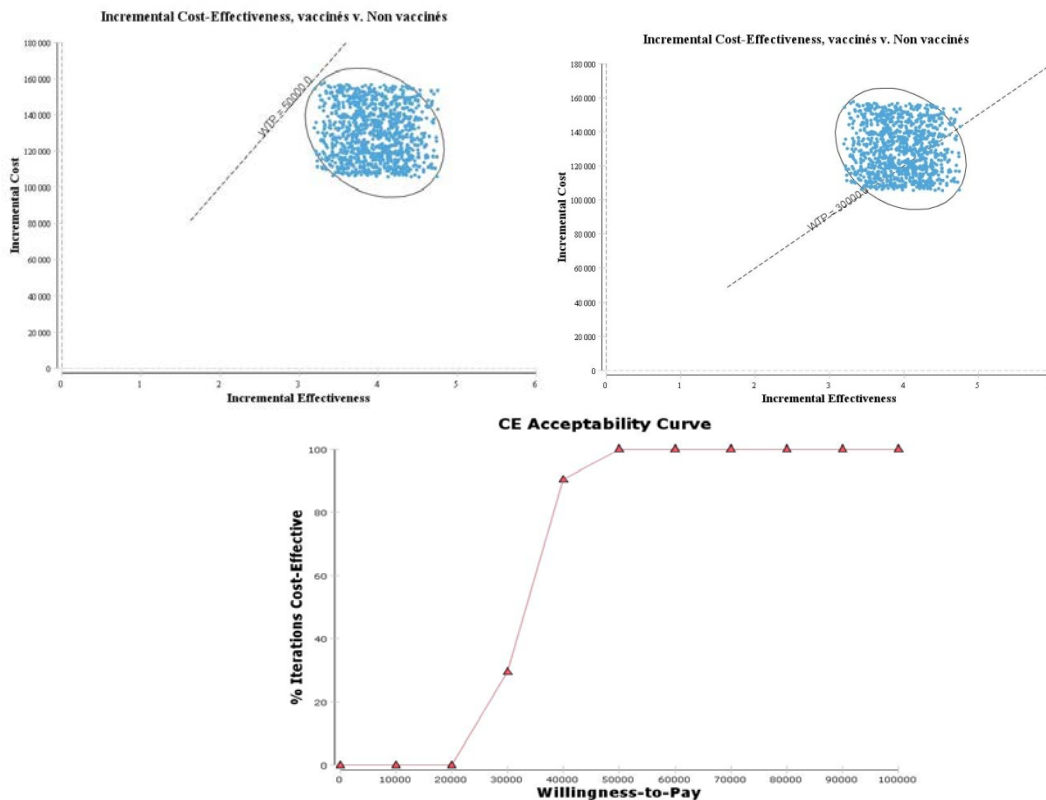 Incremental Cost-Effectiveness, vaccinés v. Non vaccinés
180 000
160 000
140 000
120 000
100 000
80 000
60 000
40 000
20 000
0
Incremental Cost
WTP = 50000.0
0 1 2 3 4 5 6
Incremental Effectiveness
Incremental Cost-Effectiveness, vaccinés v. Non vaccinés
180 000
160 000
140 000
120 000
100 000
80 000
60 000
40 000
20 000
0
Incremental Cost
WTP = 30000.0
0 1 2 3 4 5
Incremental Effectiveness
CE Acceptability Curve
100
80
60
40
20
0
% Iterations Cost-Effective
0 10000 20000 30000 40000 50000 60000 70000 80000 90000 100000
Willingness-to-Pay